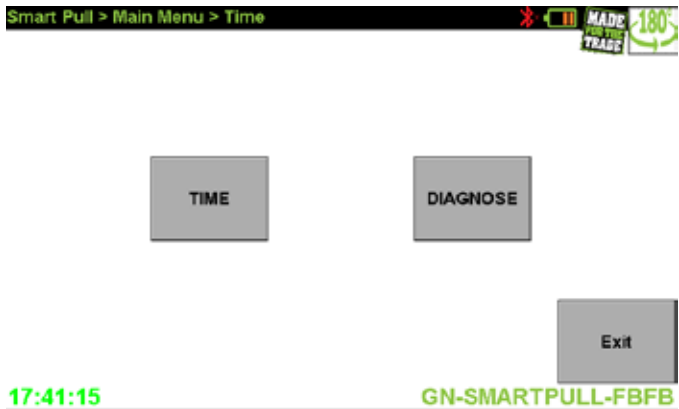 Smart Pull > Main Menu > Time
MADE
FOR THE
TRADE
180°
TIME
DIAGNOSE
Exit
17:41:15
GN-SMARTPULL-FBFB